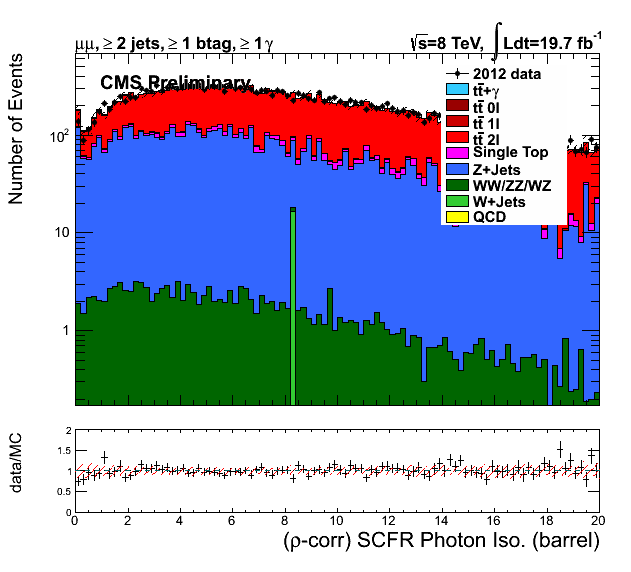 μμ, ≥ 2 jets, ≥ 1 btag, ≥ 1γ
√s=8 TeV, ∫ Ldt=19.7 fb⁻¹
CMS Preliminary
2012 data
tt̄+γ
tt̄ 0l
tt̄ 1l
tt̄ 2l
Single Top
Z+Jets
WW/ZZ/WZ
W+Jets
QCD
Number of Events
10²
10
1
data/MC
2
1.5
1
0.5
0
0 2 4 6 8 10 12 14 16 18 20
(ρ-corr) SCFR Photon Iso. (barrel)